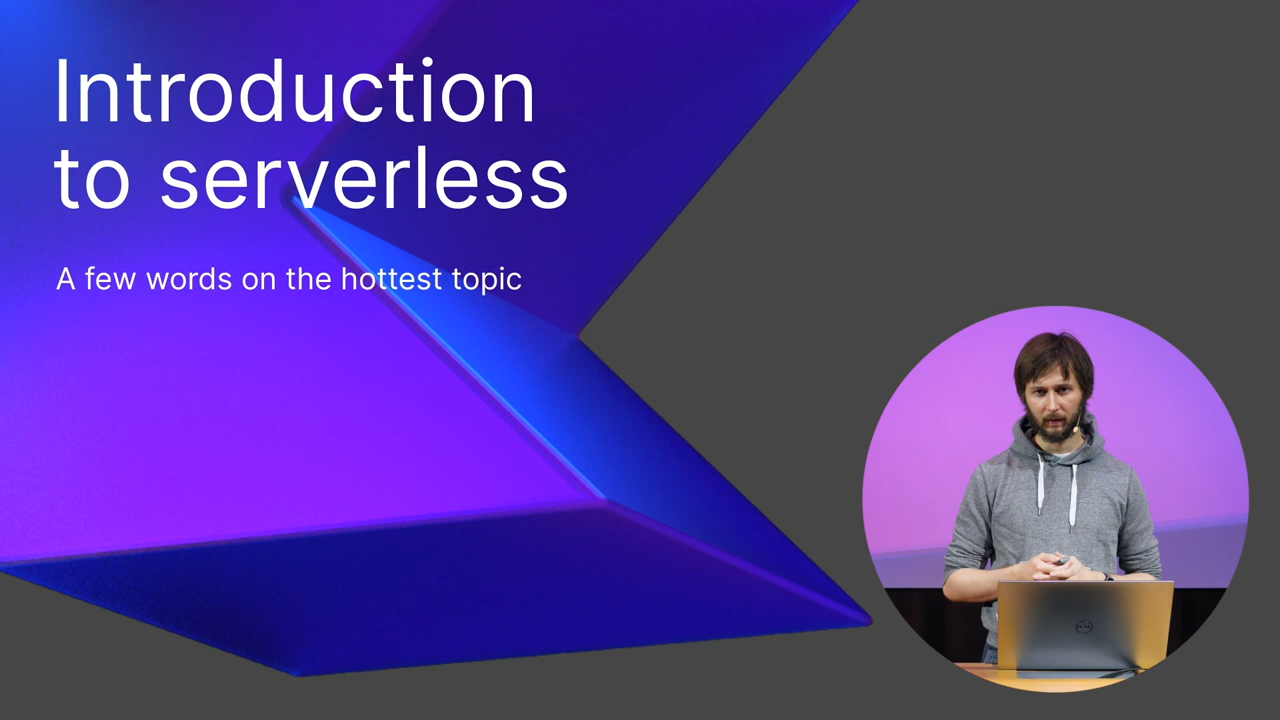 Introduction
to serverless
A few words on the hottest topic